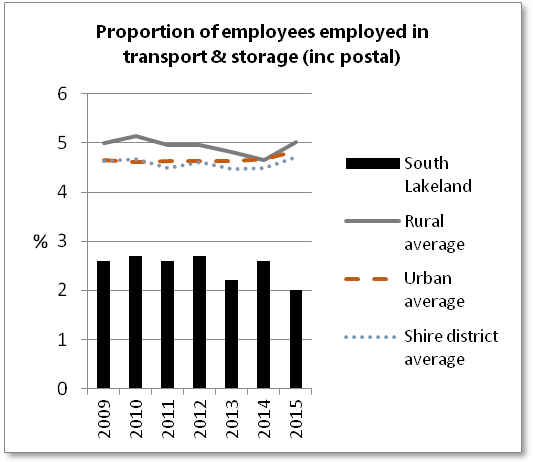 Proportion of employees employed in
transport & storage (inc postal)
6
5
4
3
2
1
0
%
2009
2010
2011
2012
2013
2014
2015
South
Lakeland
Rural
average
Urban
average
Shire district
average